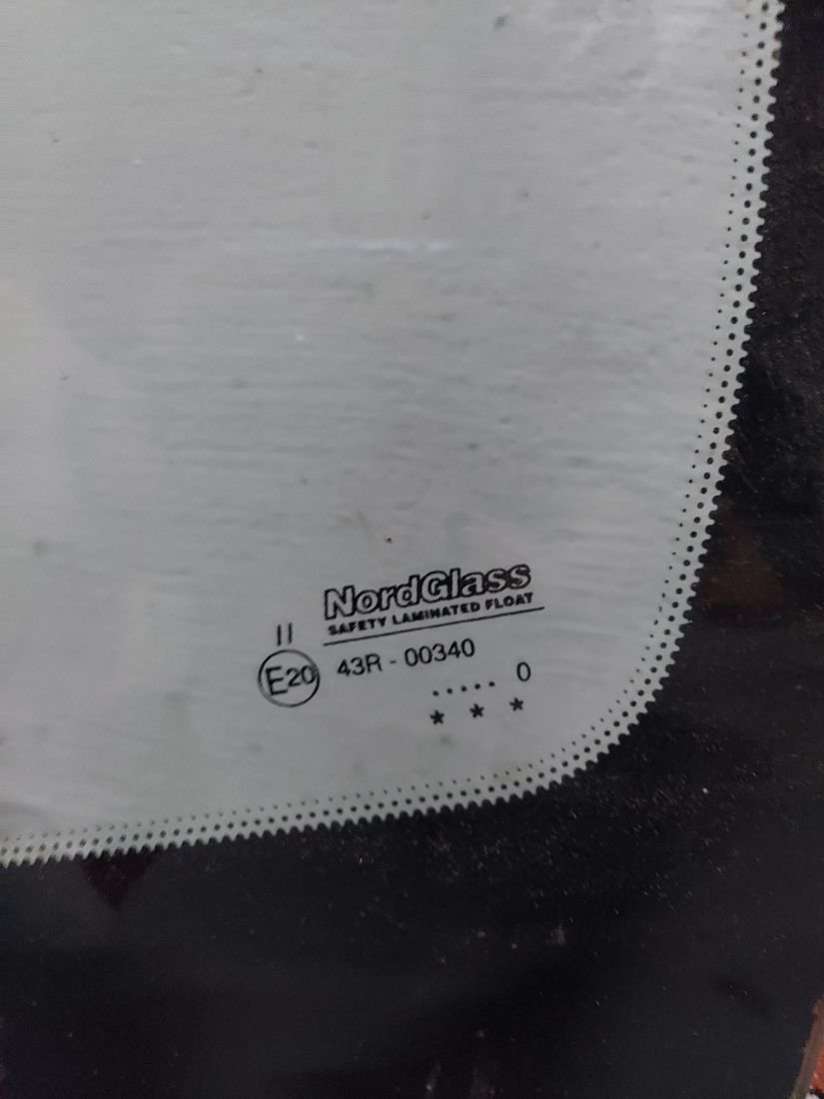 NordGlass
SAFETY LAMINATED FLOAT
II
E20 43R - 00340
..... 0
* * *